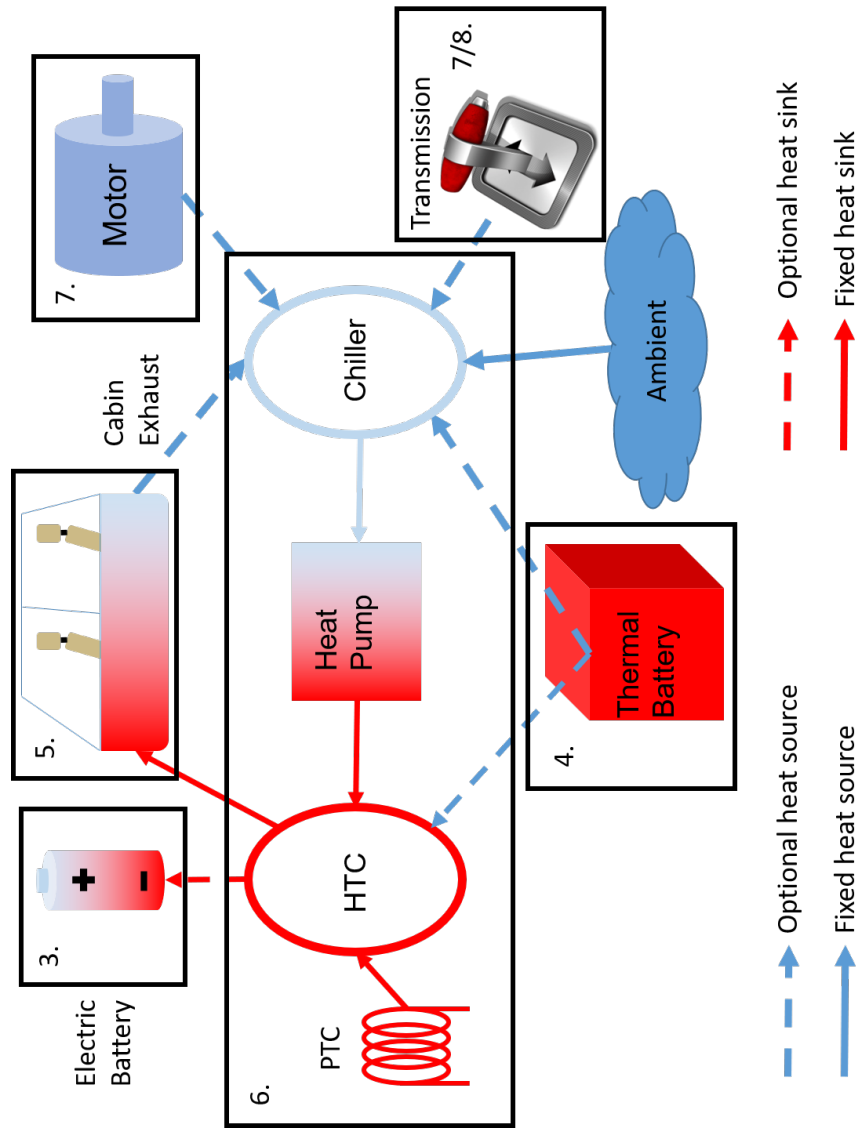 3.
Electric
Battery
5.
Cabin
Exhaust
7.
Motor
6.
PTC
HTC
Heat
Pump
Chiller
Transmission
7/8.
4.
Thermal
Battery
Ambient
Optional heat source
Fixed heat source
Optional heat sink
Fixed heat sink
+
-